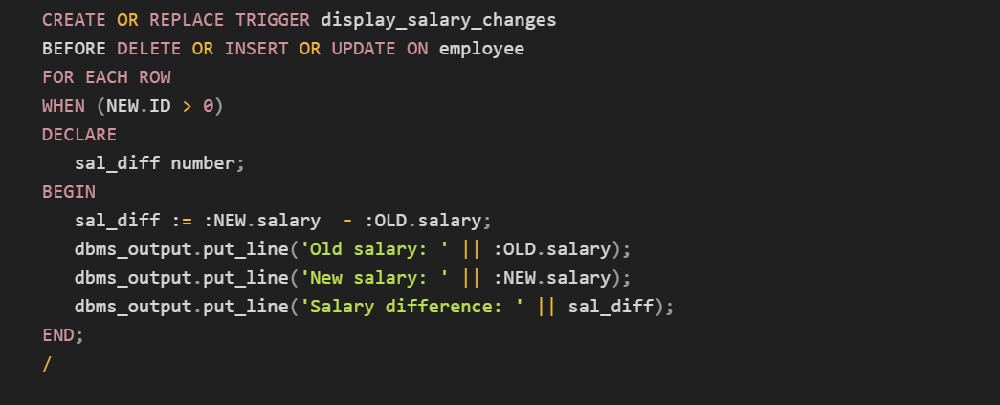 CREATE OR REPLACE TRIGGER display_salary_changes
BEFORE DELETE OR INSERT OR UPDATE ON employee
FOR EACH ROW
WHEN (NEW.ID > 0)
DECLARE
   sal_diff number;
BEGIN
   sal_diff := :NEW.salary  - :OLD.salary;
   dbms_output.put_line('Old salary: ' || :OLD.salary);
   dbms_output.put_line('New salary: ' || :NEW.salary);
   dbms_output.put_line('Salary difference: ' || sal_diff);
END;
/